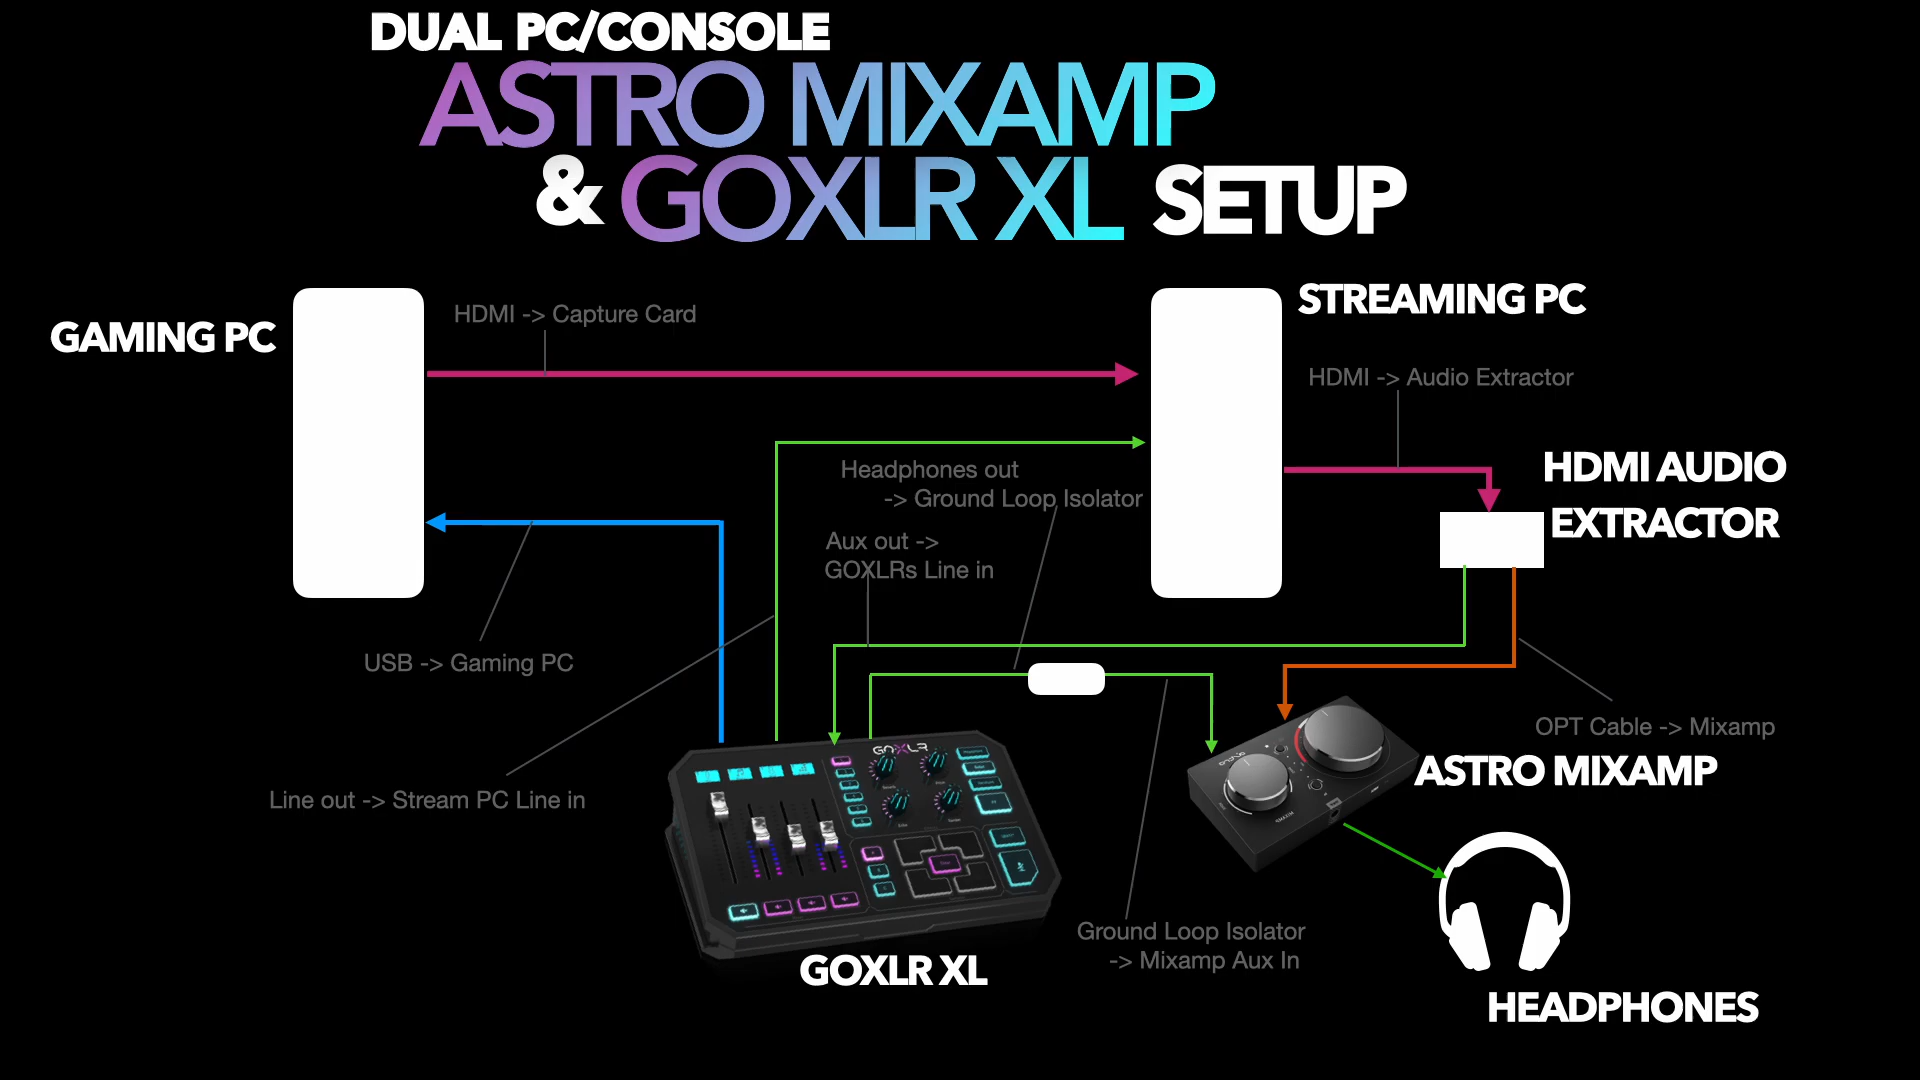 DUAL PC/CONSOLE
ASTRO MIXAMP
& GOXLR XL SETUP
GAMING PC
HDMI -> Capture Card
STREAMING PC
HDMI -> Audio Extractor
HDMI AUDIO
EXTRACTOR
Headphones out
-> Ground Loop Isolator
Aux out ->
GOXLRs Line in
USB -> Gaming PC
OPT Cable -> Mixamp
ASTRO MIXAMP
Line out -> Stream PC Line in
GOXLR
Ground Loop Isolator
-> Mixamp Aux In
GOXLR XL
HEADPHONES